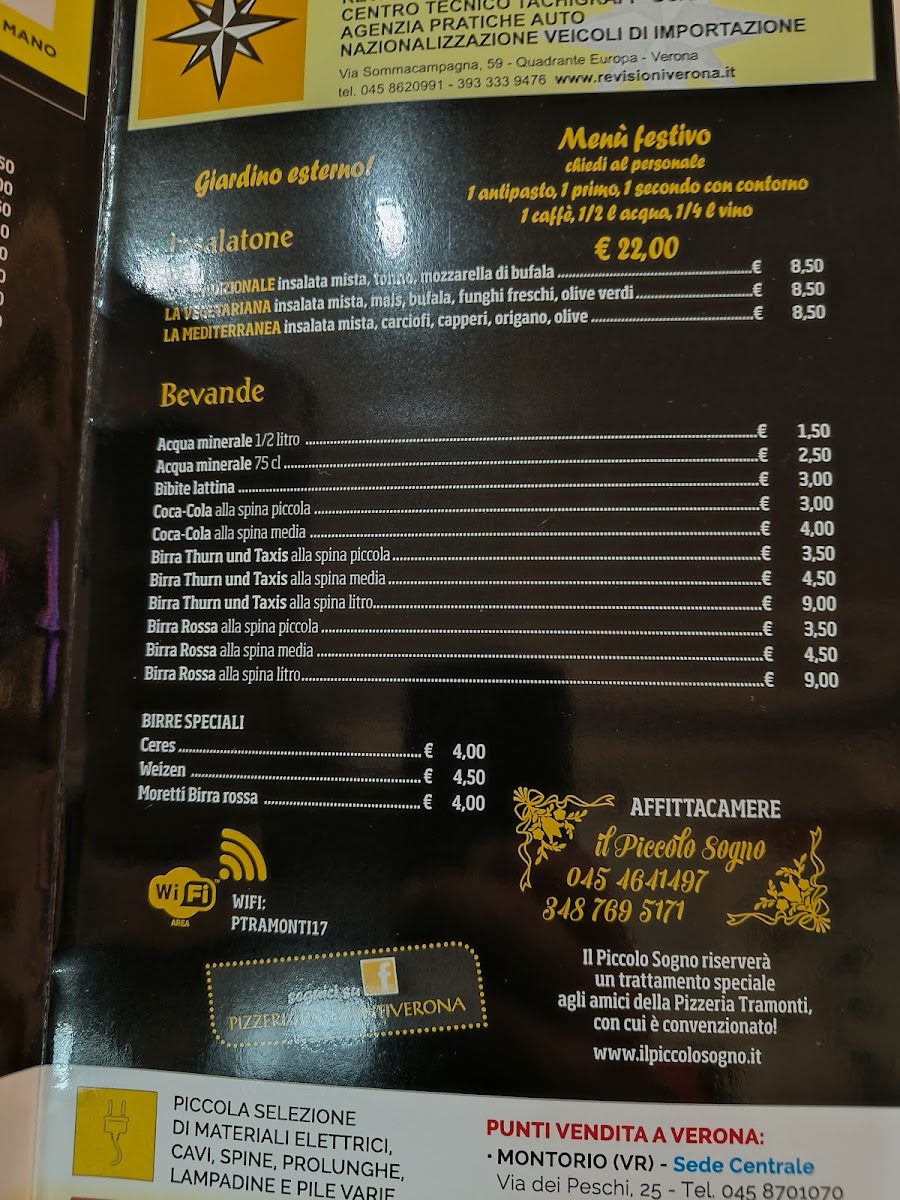 MANO
50
00
50
CENTRO TECNICO
AGENZIA PRATICHE AUTO
NAZIONALIZZAZIONE VEICOLI DI IMPORTAZIONE
Via Sommacampagna, 59 - Quadrante Europa - Verona
tel. 045 8620991 - 393 333 9476 www.revisioniverona.it
Giardino esterno!
Menù festivo
chiedi al personale
1 antipasto, 1 primo, 1 secondo con contorno
1 caffè, 1/2 l acqua, 1/4 l vino
€ 22,00
Insalatone
insalata mista, tonno, mozzarella di bufala € 8,50
LA VEGETARIANA insalata mista, mais, bufala, funghi freschi, olive verdi € 8,50
LA MEDITERRANEA insalata mista, carciofi, capperi, origano, olive € 8,50
Bevande
Acqua minerale 1/2 litro € 1,50
Acqua minerale 75 cl € 2,50
Bibite lattina € 3,00
Coca-Cola alla spina piccola € 3,00
Coca-Cola alla spina media € 4,00
Birra Thurn und Taxis alla spina piccola € 3,50
Birra Thurn und Taxis alla spina media € 4,50
Birra Thurn und Taxis alla spina litro € 9,00
Birra Rossa alla spina piccola € 3,50
Birra Rossa alla spina media € 4,50
Birra Rossa alla spina litro € 9,00
BIRRE SPECIALI
Ceres € 4,00
Weizen € 4,50
Moretti Birra rossa € 4,00
WiFi
AREA
WIFI:
PTRAMONTI17
seguici su f
PIZZERIA TRAMONTIVERONA
AFFITTACAMERE
il Piccolo Sogno
045 4641497
348 769 5171
Il Piccolo Sogno riserverà
un trattamento speciale
agli amici della Pizzeria Tramonti,
con cui è convenzionato!
www.ilpiccolosogno.it
PICCOLA SELEZIONE
DI MATERIALI ELETTRICI,
CAVI, SPINE, PROLUNGHE,
LAMPADINE E PILE VARIE
PUNTI VENDITA A VERONA:
• MONTORIO (VR) - Sede Centrale
Via dei Peschi, 25 - Tel. 045 8701070